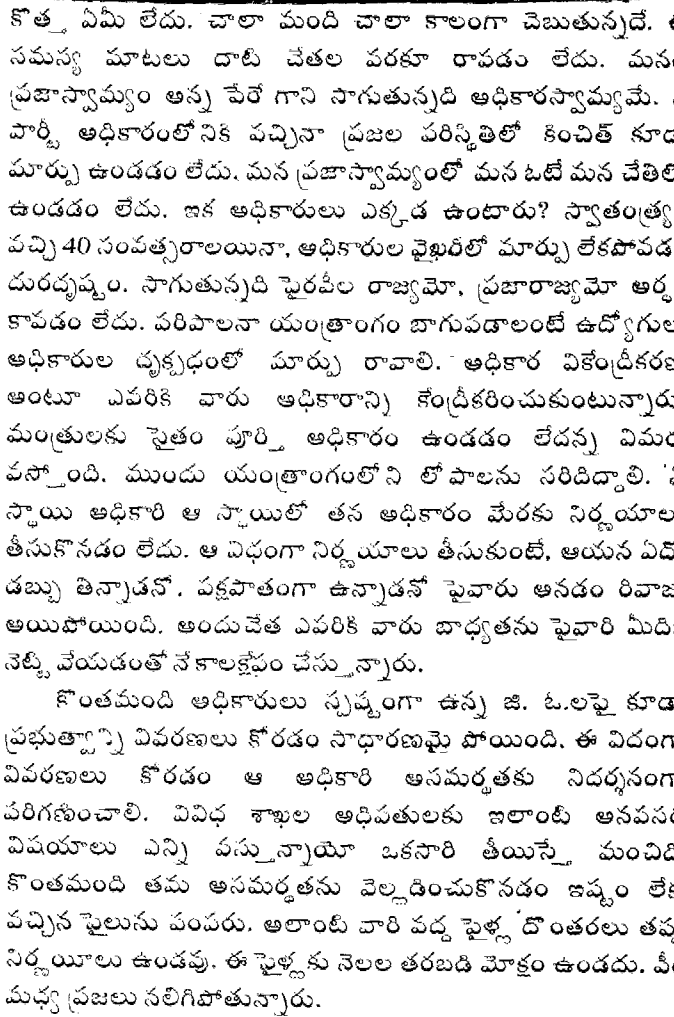 కొత్త ఏమీ లేదు. చాలా మంది చాలా కాలంగా చెబుతున్నదే.
సమస్య మాటలు దాటి చేతల వరకూ రావడం లేదు. మన
ప్రజాస్వామ్యం అన్న పేరే గాని సాగుతున్నది అధికారస్వామ్యమే.
పార్టీ అధికారంలోనికి వచ్చినా ప్రజల పరిస్థితిలో కించిత్ కూడ
మార్పు ఉండడం లేదు. మన ప్రజాస్వామ్యంలో మన ఓటే మన చేతిలో
ఉండడం లేదు. ఇక అధికారులు ఎక్కడ ఉంటారు? స్వాతంత్ర్య
వచ్చి 40 సంవత్సరాలయినా, అధికారుల వైఖరిలో మార్పు లేకపోవడ
దురదృష్టం. సాగుతున్నది పైరవీల రాజ్యమో, ప్రజారాజ్యమో అర్థ
కావడం లేదు. పరిపాలనా యంత్రాంగం బాగుపడాలంటే ఉద్యోగుల
అధికారుల దృక్పధంలో మార్పు రావాలి. అధికార వికేంద్రీకరణ
అంటూ ఎవరికి వారు అధికారాన్ని కేంద్రీకరించుకుంటున్నారు
మంత్రులకు సైతం పూర్తి అధికారం ఉండడం లేదన్న విమర
వస్తోంది. ముందు యంత్రాంగంలోని లోపాలను సరిదిద్దాలి.
స్థాయి అధికారి ఆ స్థాయిలో తన అధికారం మేరకు నిర్ణయాల
తీసుకొనడం లేదు. ఆ విధంగా నిర్ణయాలు తీసుకుంటే, ఆయన ఏదో
డబ్బు తిన్నాడనో, పక్షపాతంగా ఉన్నాడనో పైవారు అనడం రివాజ
అయిపోయింది. అందుచేత ఎవరికి వారు బాధ్యతను పైవారి మీది
నెట్టి వేయడంతోనే కాలక్షేపం చేస్తున్నారు.
కొంతమంది అధికారులు స్పష్టంగా ఉన్న జి. ఓ.లపై కూడ
ప్రభుత్వాన్ని వివరణలు కోరడం సాధారణమై పోయింది. ఈ విదంగ
వివరణలు కోరడం ఆ అధికారి అసమర్థతకు నిదర్శనంగ
పరిగణించాలి. వివిధ శాఖల అధిపతులకు ఇలాంటి అనవసర
విషయాలు ఎన్ని వస్తున్నాయో ఒకసారి తీయిస్తే మంచిది
కొంతమంది తమ అసమర్థతను వెల్లడించుకొనడం ఇష్టం లేక
వచ్చిన ఫైలును పంపరు. అలాంటి వారి వద్ద ఫైళ్ల దొంతరలు తప్ప
నిర్ణయాలు ఉండవు. ఈ ఫైళ్లకు నెలల తరబడి మోక్షం ఉండదు. వీర
మధ్య ప్రజలు నలిగిపోతున్నారు.